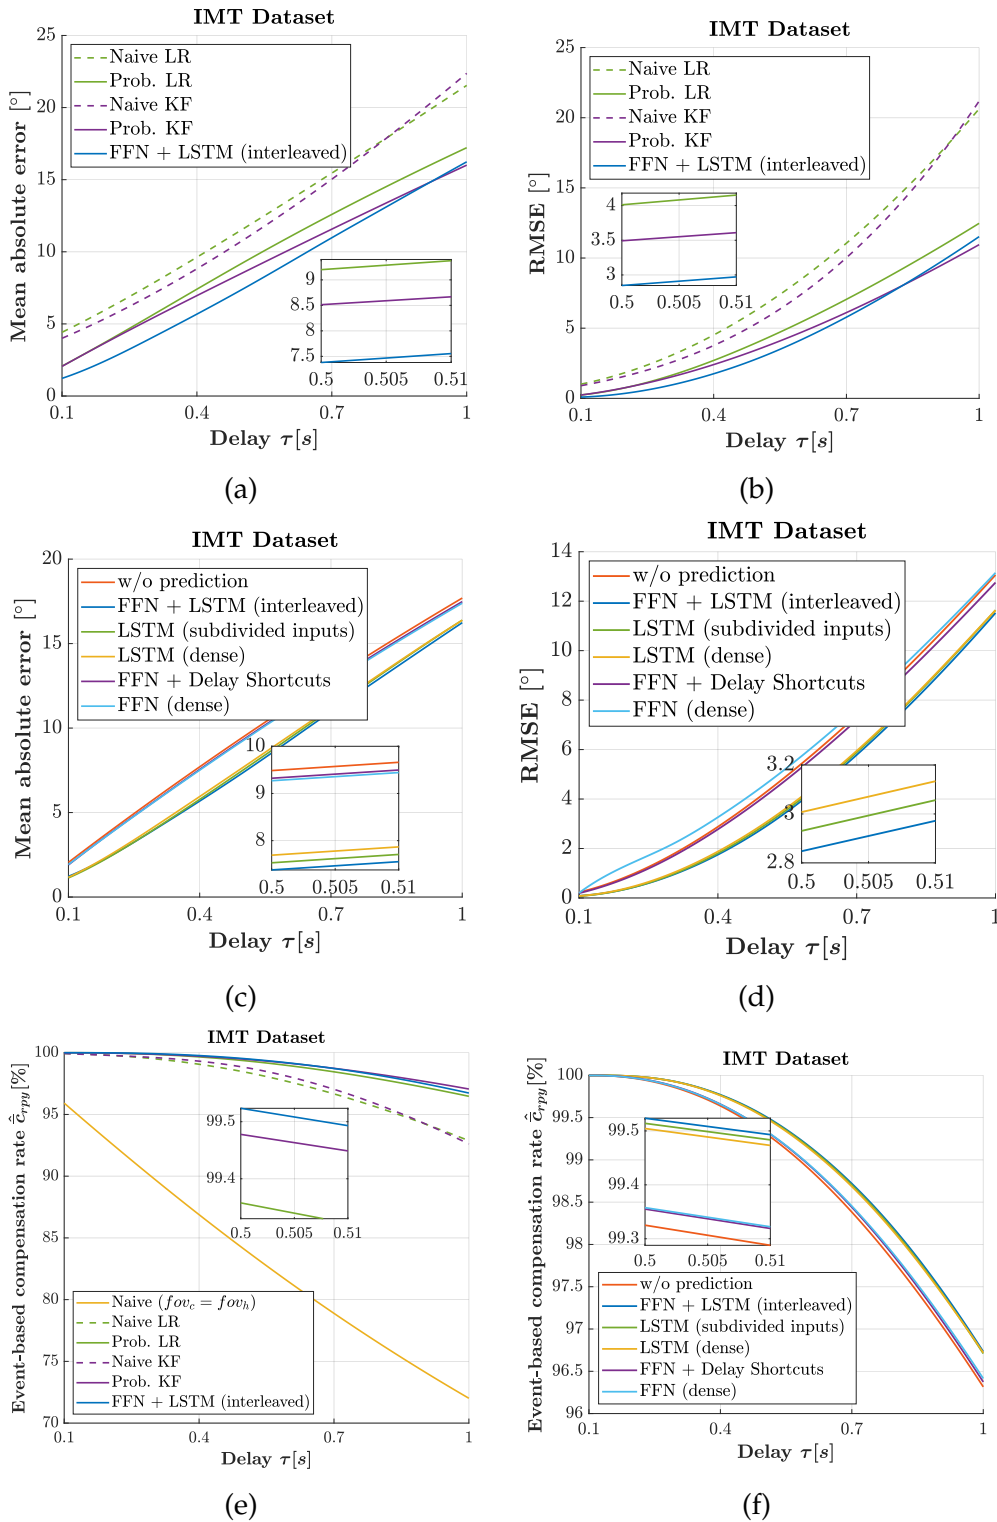 IMT Dataset
25
20
15
10
5
0
Mean absolute error [°]
Naive LR
Prob. LR
Naive KF
Prob. KF
FFN + LSTM (interleaved)
9
8.5
8
7.5
0.5 0.505 0.51
0.1 0.4 0.7 1
Delay τ[s]
(a)
IMT Dataset
25
20
15
10
5
0
RMSE [°]
Naive LR
Prob. LR
Naive KF
Prob. KF
FFN + LSTM (interleaved)
4
3.5
3
0.5 0.505 0.51
0.1 0.4 0.7 1
Delay τ[s]
(b)
IMT Dataset
20
15
10
5
0
Mean absolute error [°]
w/o prediction
FFN + LSTM (interleaved)
LSTM (subdivided inputs)
LSTM (dense)
FFN + Delay Shortcuts
FFN (dense)
10
9
8
0.5 0.505 0.51
0.1 0.4 0.7 1
Delay τ[s]
(c)
IMT Dataset
14
12
10
8
6
4
2
0
RMSE [°]
w/o prediction
FFN + LSTM (interleaved)
LSTM (subdivided inputs)
LSTM (dense)
FFN + Delay Shortcuts
FFN (dense)
3.2
3
2.8
0.5 0.505 0.51
0.1 0.4 0.7 1
Delay τ[s]
(d)
IMT Dataset
100
95
90
85
80
75
70
Event-based compensation rate $\hat{\bar{c}}_{rpy}$[%]
99.5
99.4
0.5 0.505 0.51
Naive (fov_c = fov_h)
Naive LR
Prob. LR
Naive KF
Prob. KF
FFN + LSTM (interleaved)
0.1 0.4 0.7 1
Delay τ[s]
(e)
IMT Dataset
100
99.5
99
98.5
98
97.5
97
96.5
96
Event-based compensation rate $\hat{\bar{c}}_{rpy}$[%]
99.5
99.4
99.3
0.5 0.505 0.51
w/o prediction
FFN + LSTM (interleaved)
LSTM (subdivided inputs)
LSTM (dense)
FFN + Delay Shortcuts
FFN (dense)
0.1 0.4 0.7 1
Delay τ[s]
(f)